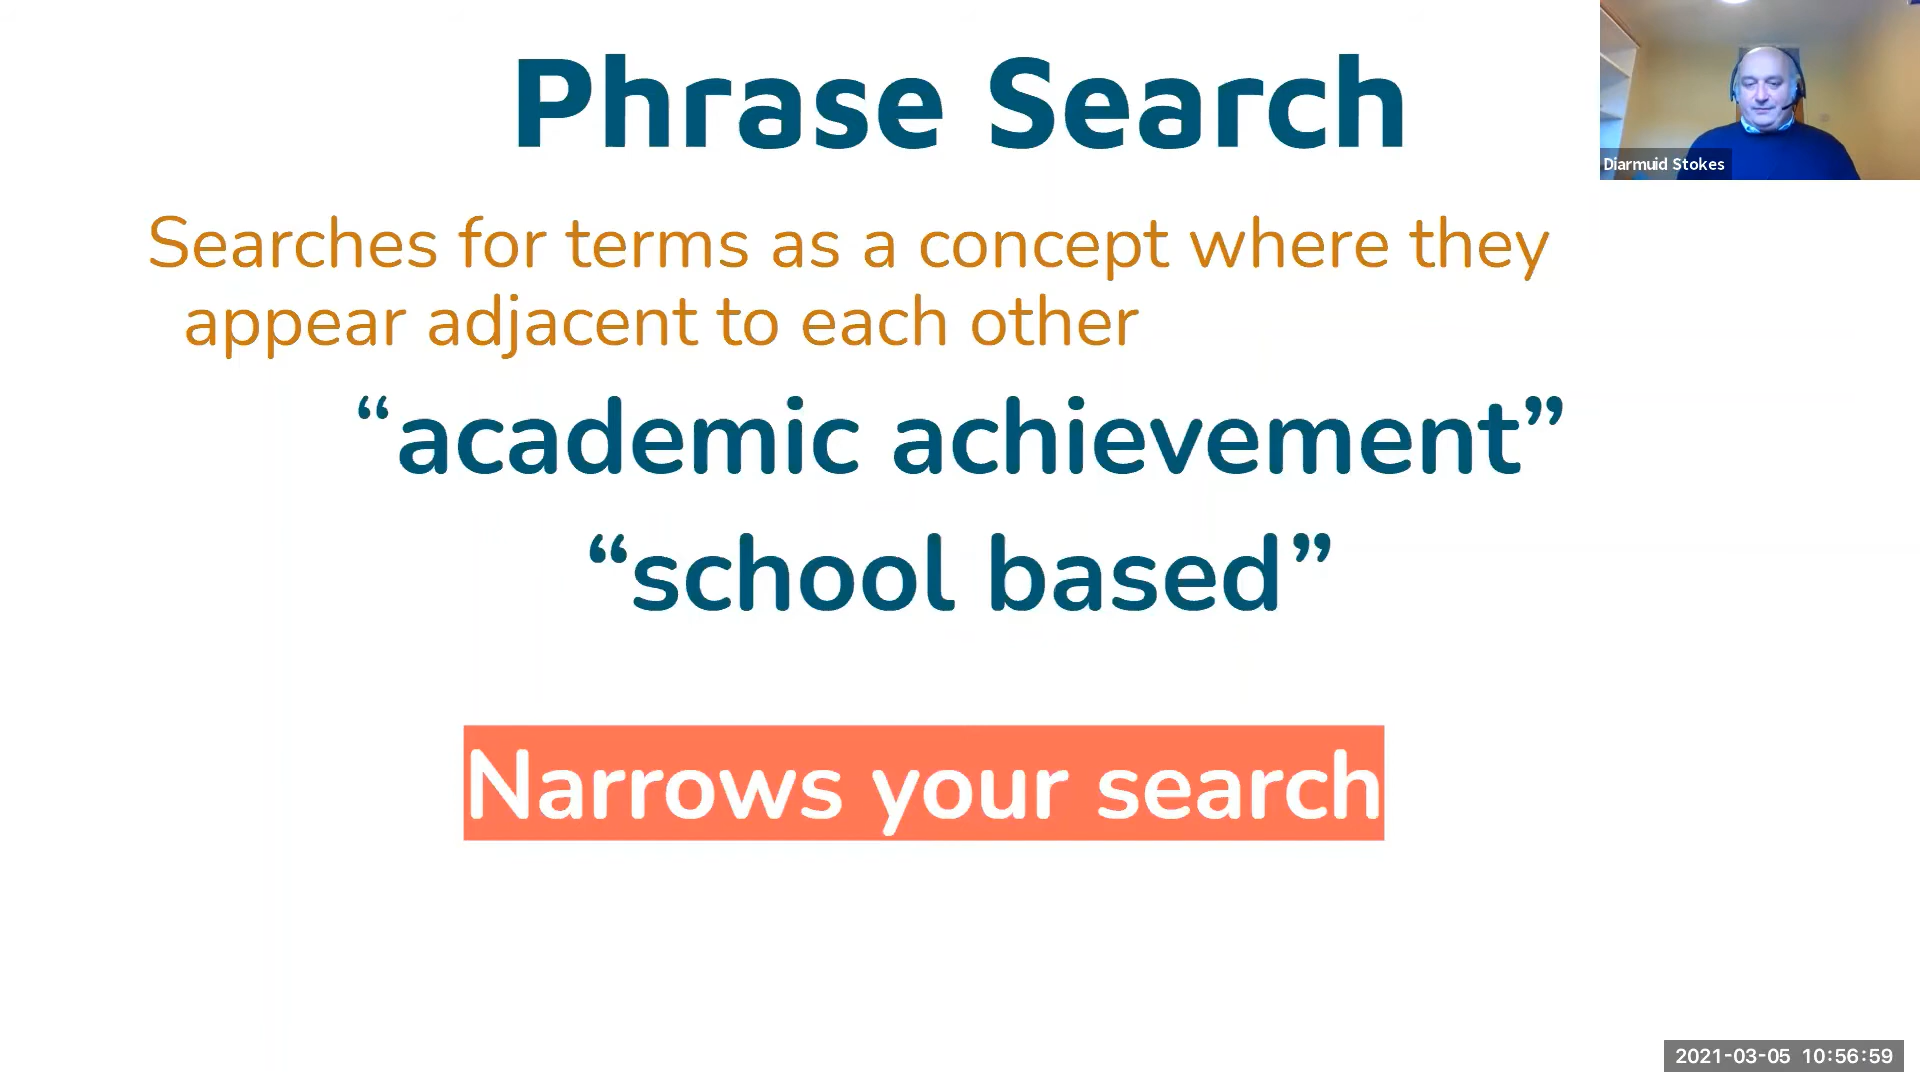 Phrase Search
Diarmuid Stokes
Searches for terms as a concept where they
appear adjacent to each other
“academic achievement”
“school based”
Narrows your search
2021-03-05 10:56:59